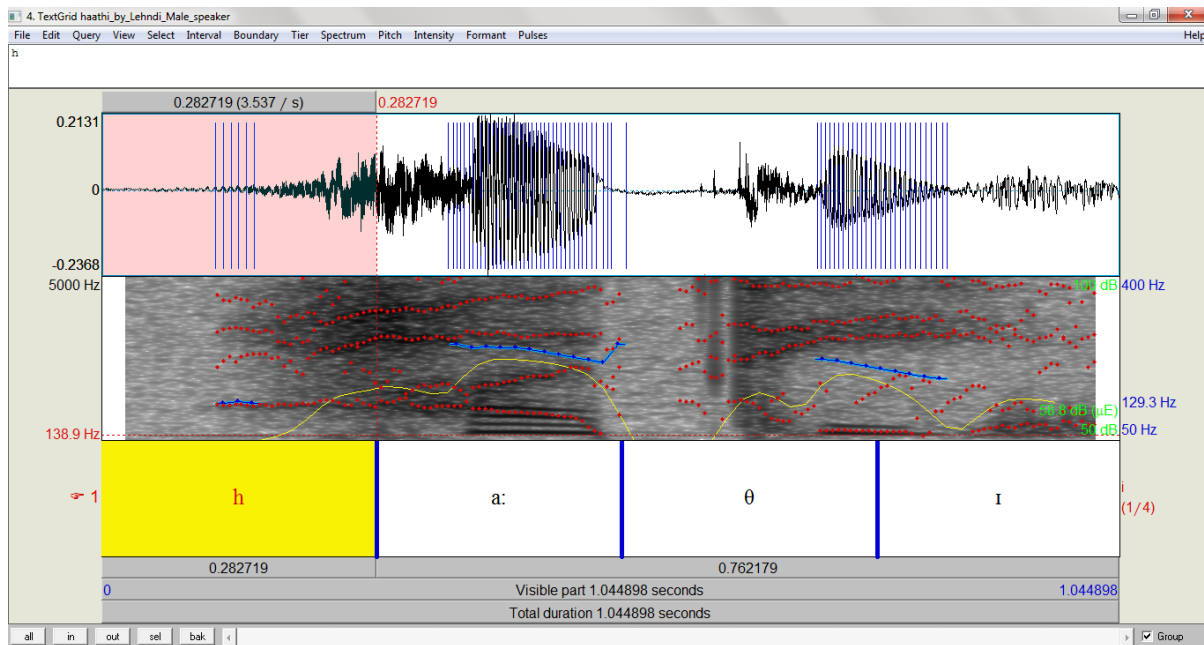 4. TextGrid haathi_by_Lehndi_Male_speaker
File Edit Query View Select Interval Boundary Tier Spectrum Pitch Intensity Formant Pulses Help
h
0.282719 (3.537 / s) 0.282719
0.2131
0
-0.2368
5000 Hz 100 dB 400 Hz
129.3 Hz
138.9 Hz 50 dB 50 Hz
☞ 1 h a: θ ɪ i
(1/4)
0.282719 0.762179
0 Visible part 1.044898 seconds 1.044898
Total duration 1.044898 seconds
all in out sel bak Group